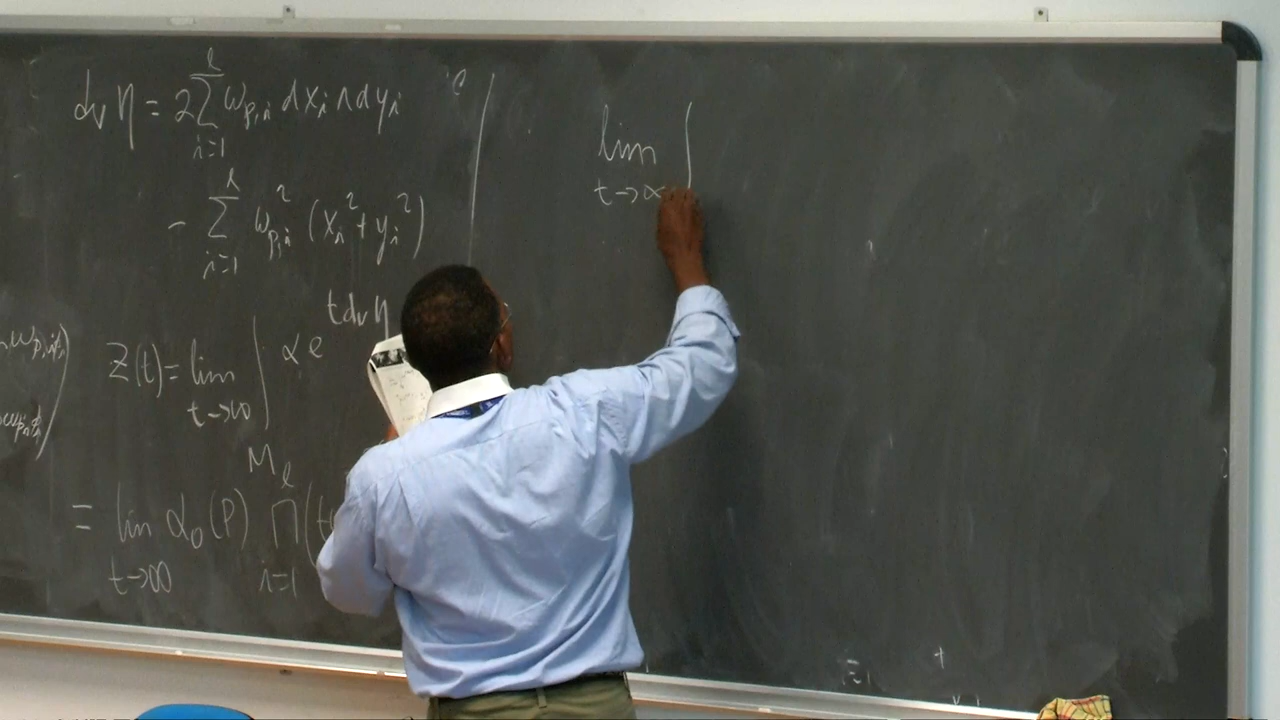 d_V η = 2 Σ_{i=1}^{l} ω_{p,i} dx_i ∧ dy_i
- Σ_{i=1}^{l} ω_{p,i}^2 (x_i^2 + y_i^2)
Z(t) = lim_{t→∞} ∫_M α e^{t d_V η}
= lim_{t→∞} α_0(P) ∏_{i=1}^{l} (
lim_{t→∞} ∫